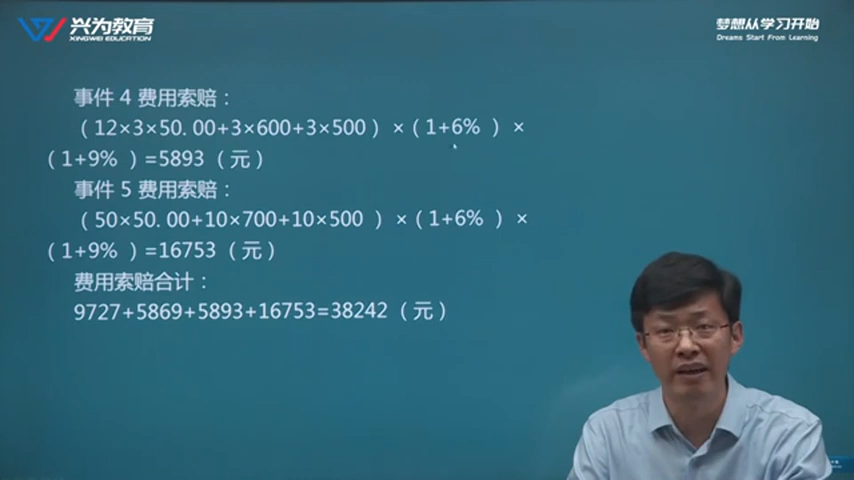 兴为教育
XINGWEI EDUCATION
梦想从学习开始
Dreams Start From Learning
事件 4 费用索赔：
（12×3×50. 00+3×600+3×500）×（1+6% ）×
（1+9% ）=5893（元）
事件 5 费用索赔：
（50×50. 00+10×700+10×500 ）×（1+6% ）×
（1+9% ）=16753（元）
费用索赔合计：
9727+5869+5893+16753=38242（元）